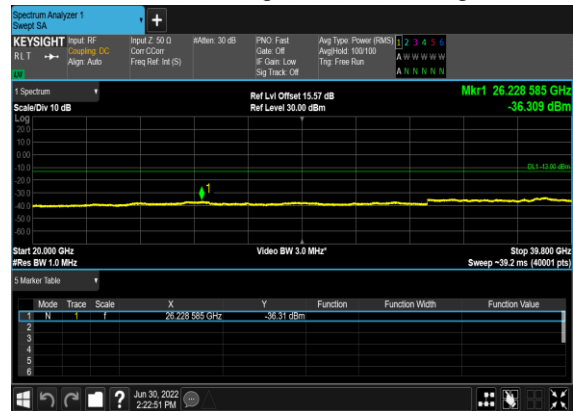 Spectrum Analyzer 1
Swept SA
+
KEYSIGHT Input: RF Input Z: 50 Ω #Atten: 30 dB PNO: Fast Avg Type: Power (RMS) 1 2 3 4 5 6
RLT Coupling: DC Corr CCorr Gate: Off Avg|Hold: 100/100 A W W W W W
Align: Auto Freq Ref: Int (S) IF Gain: Low Trig: Free Run
LXI Sig Track: Off A N N N N N
1 Spectrum
Ref Lvl Offset 15.57 dB Mkr1 26.228 585 GHz
Scale/Div 10 dB Ref Level 30.00 dBm -36.309 dBm
Log
20.0
10.0
0.00
-10.0 DL1 -13.00 dBm
-20.0
-30.0 1
-40.0
-50.0
-60.0
Start 20.000 GHz Video BW 3.0 MHz* Stop 39.800 GHz
#Res BW 1.0 MHz Sweep ~39.2 ms (40001 pts)
5 Marker Table
Mode Trace Scale X Y Function Function Width Function Value
1 N 1 f 26.228 585 GHz -36.31 dBm
2
3
4
5
6
? Jun 30, 2022
2:22:51 PM